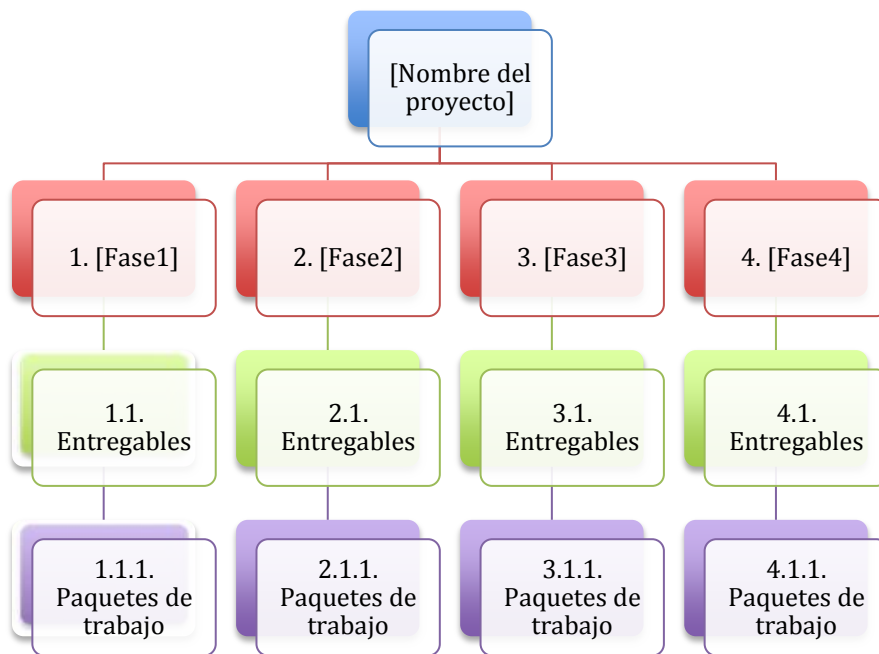 [Nombre del
proyecto]
1. [Fase1]
2. [Fase2]
3. [Fase3]
4. [Fase4]
1.1.
Entregables
2.1.
Entregables
3.1.
Entregables
4.1.
Entregables
1.1.1.
Paquetes de
trabajo
2.1.1.
Paquetes de
trabajo
3.1.1.
Paquetes de
trabajo
4.1.1.
Paquetes de
trabajo